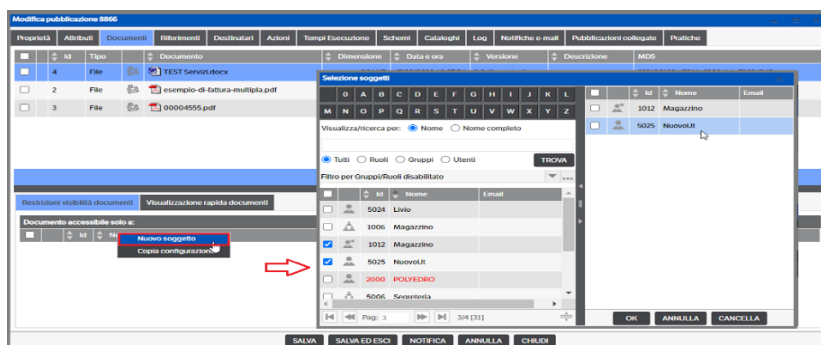 Modifica pubblicazione 8866
Proprietà Attributi Documenti Riferimenti Destinatari Azioni Tempi Esecuzione Schemi Cataloghi Log Notifiche e-mail Pubblicazioni collegate Pratiche
Id Tipo Documento Dimensione Data e ora Versione Descrizione MD5
4 File TEST Servizi.docx
2 File esempio-di-fattura-multipla.pdf
3 File 00004555.pdf
Selezione soggetti
0 A B C D E F G H I J K L
M N O P Q R S T U V W X Y Z
Visualizza/ricerca per: Nome Nome completo
Tutti Ruoli Gruppi Utenti TROVA
Filtro per Gruppi/Ruoli disabilitato
Id Nome Email
5024 Livio
1006 Magazzino
1012 Magazzino
5025 NuovoUt
2000 POLYEDRO
5006 Segreteria
Pag: 3 3/4 [31]
Id Nome Email
1012 Magazzino
5025 NuovoUt
OK ANNULLA CANCELLA
Restrizioni visibilità documenti Visualizzazione rapida documenti
Documento accessibile solo a:
Id
Nuovo soggetto
Copia configurazione
SALVA SALVA ED ESCI NOTIFICA ANNULLA CHIUDI